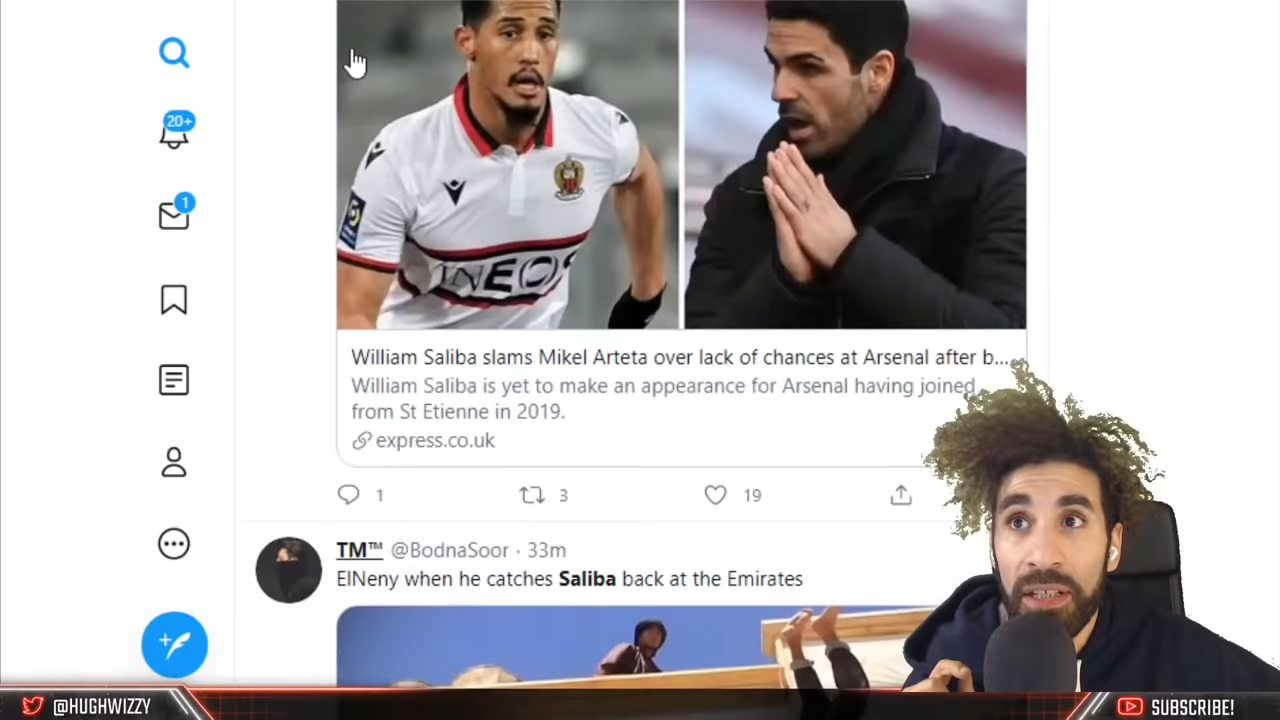 20+
1
INEOS
William Saliba slams Mikel Arteta over lack of chances at Arsenal after b...
William Saliba is yet to make an appearance for Arsenal having joined
from St Etienne in 2019.
express.co.uk
1
3
19
TM™ @BodnaSoor · 33m
ElNeny when he catches Saliba back at the Emirates
@HUGHWIZZY
SUBSCRIBE!